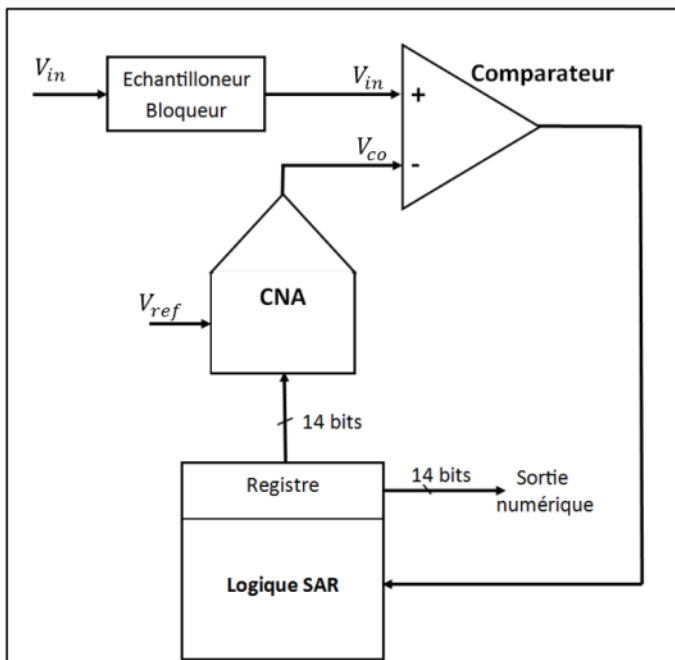 V_in
Echantilloneur
Bloqueur
V_in
Comparateur
+
V_co
-
CNA
V_ref
14 bits
Registre
14 bits
Sortie
numérique
Logique SAR